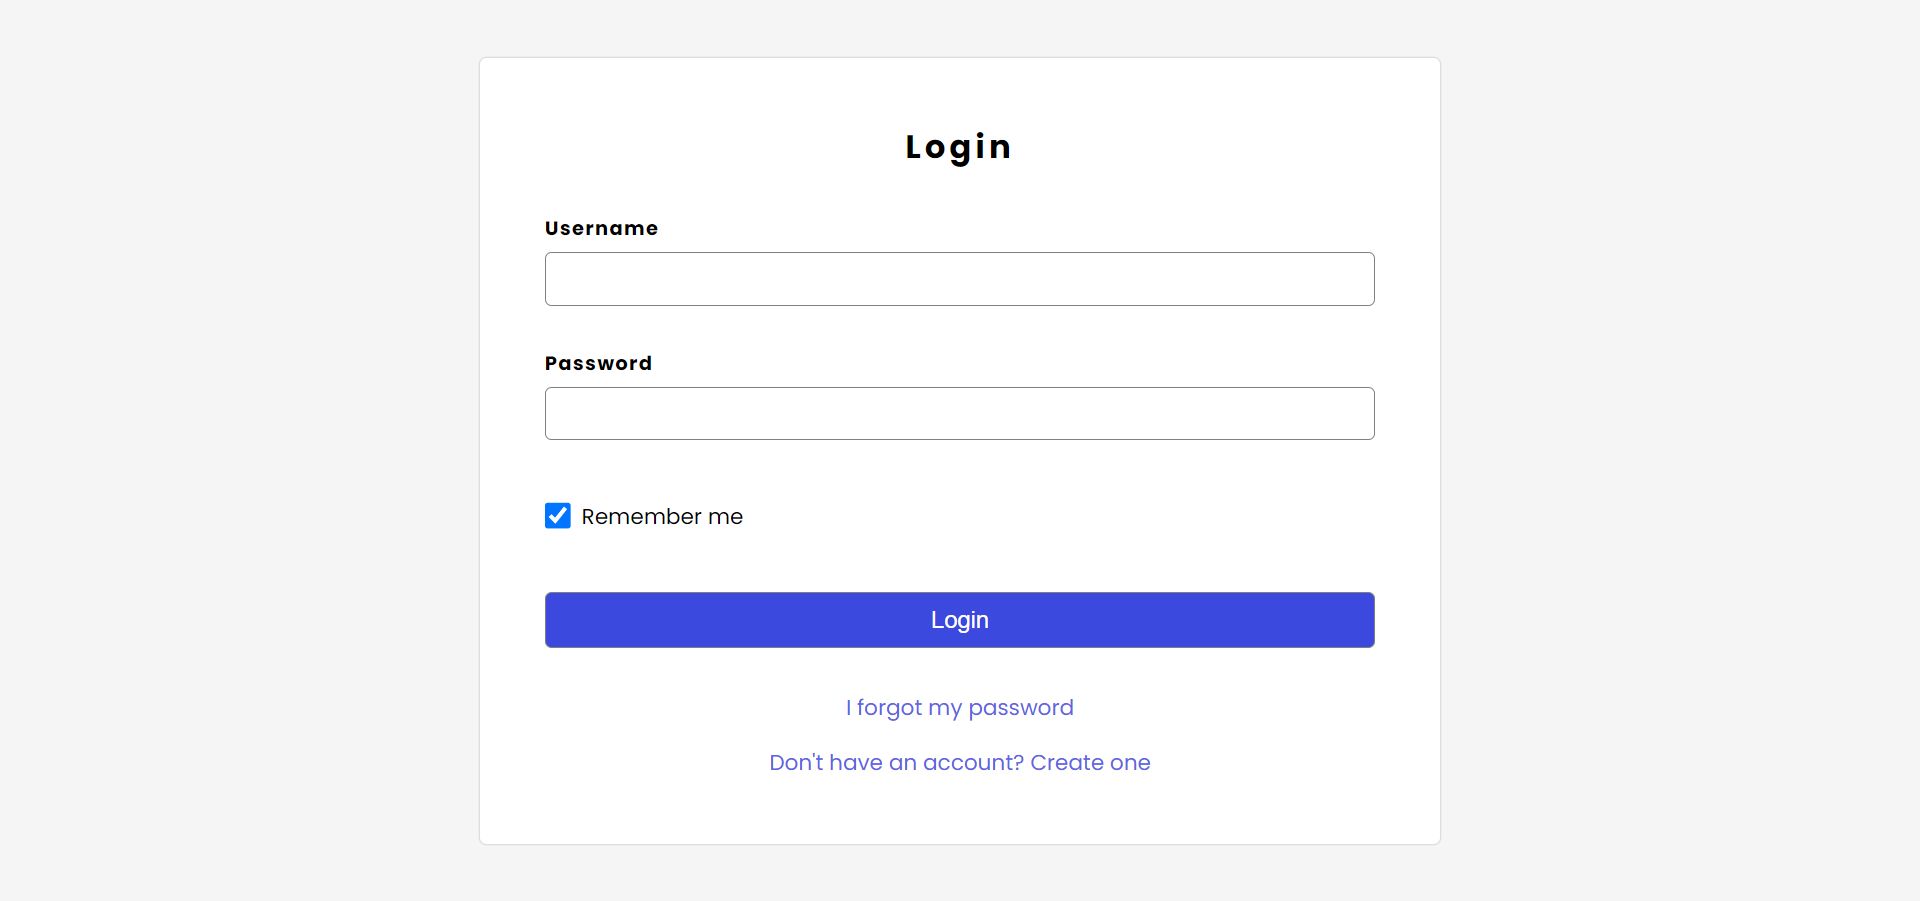 Login
Username
Password
Remember me
Login
I forgot my password
Don't have an account? Create one